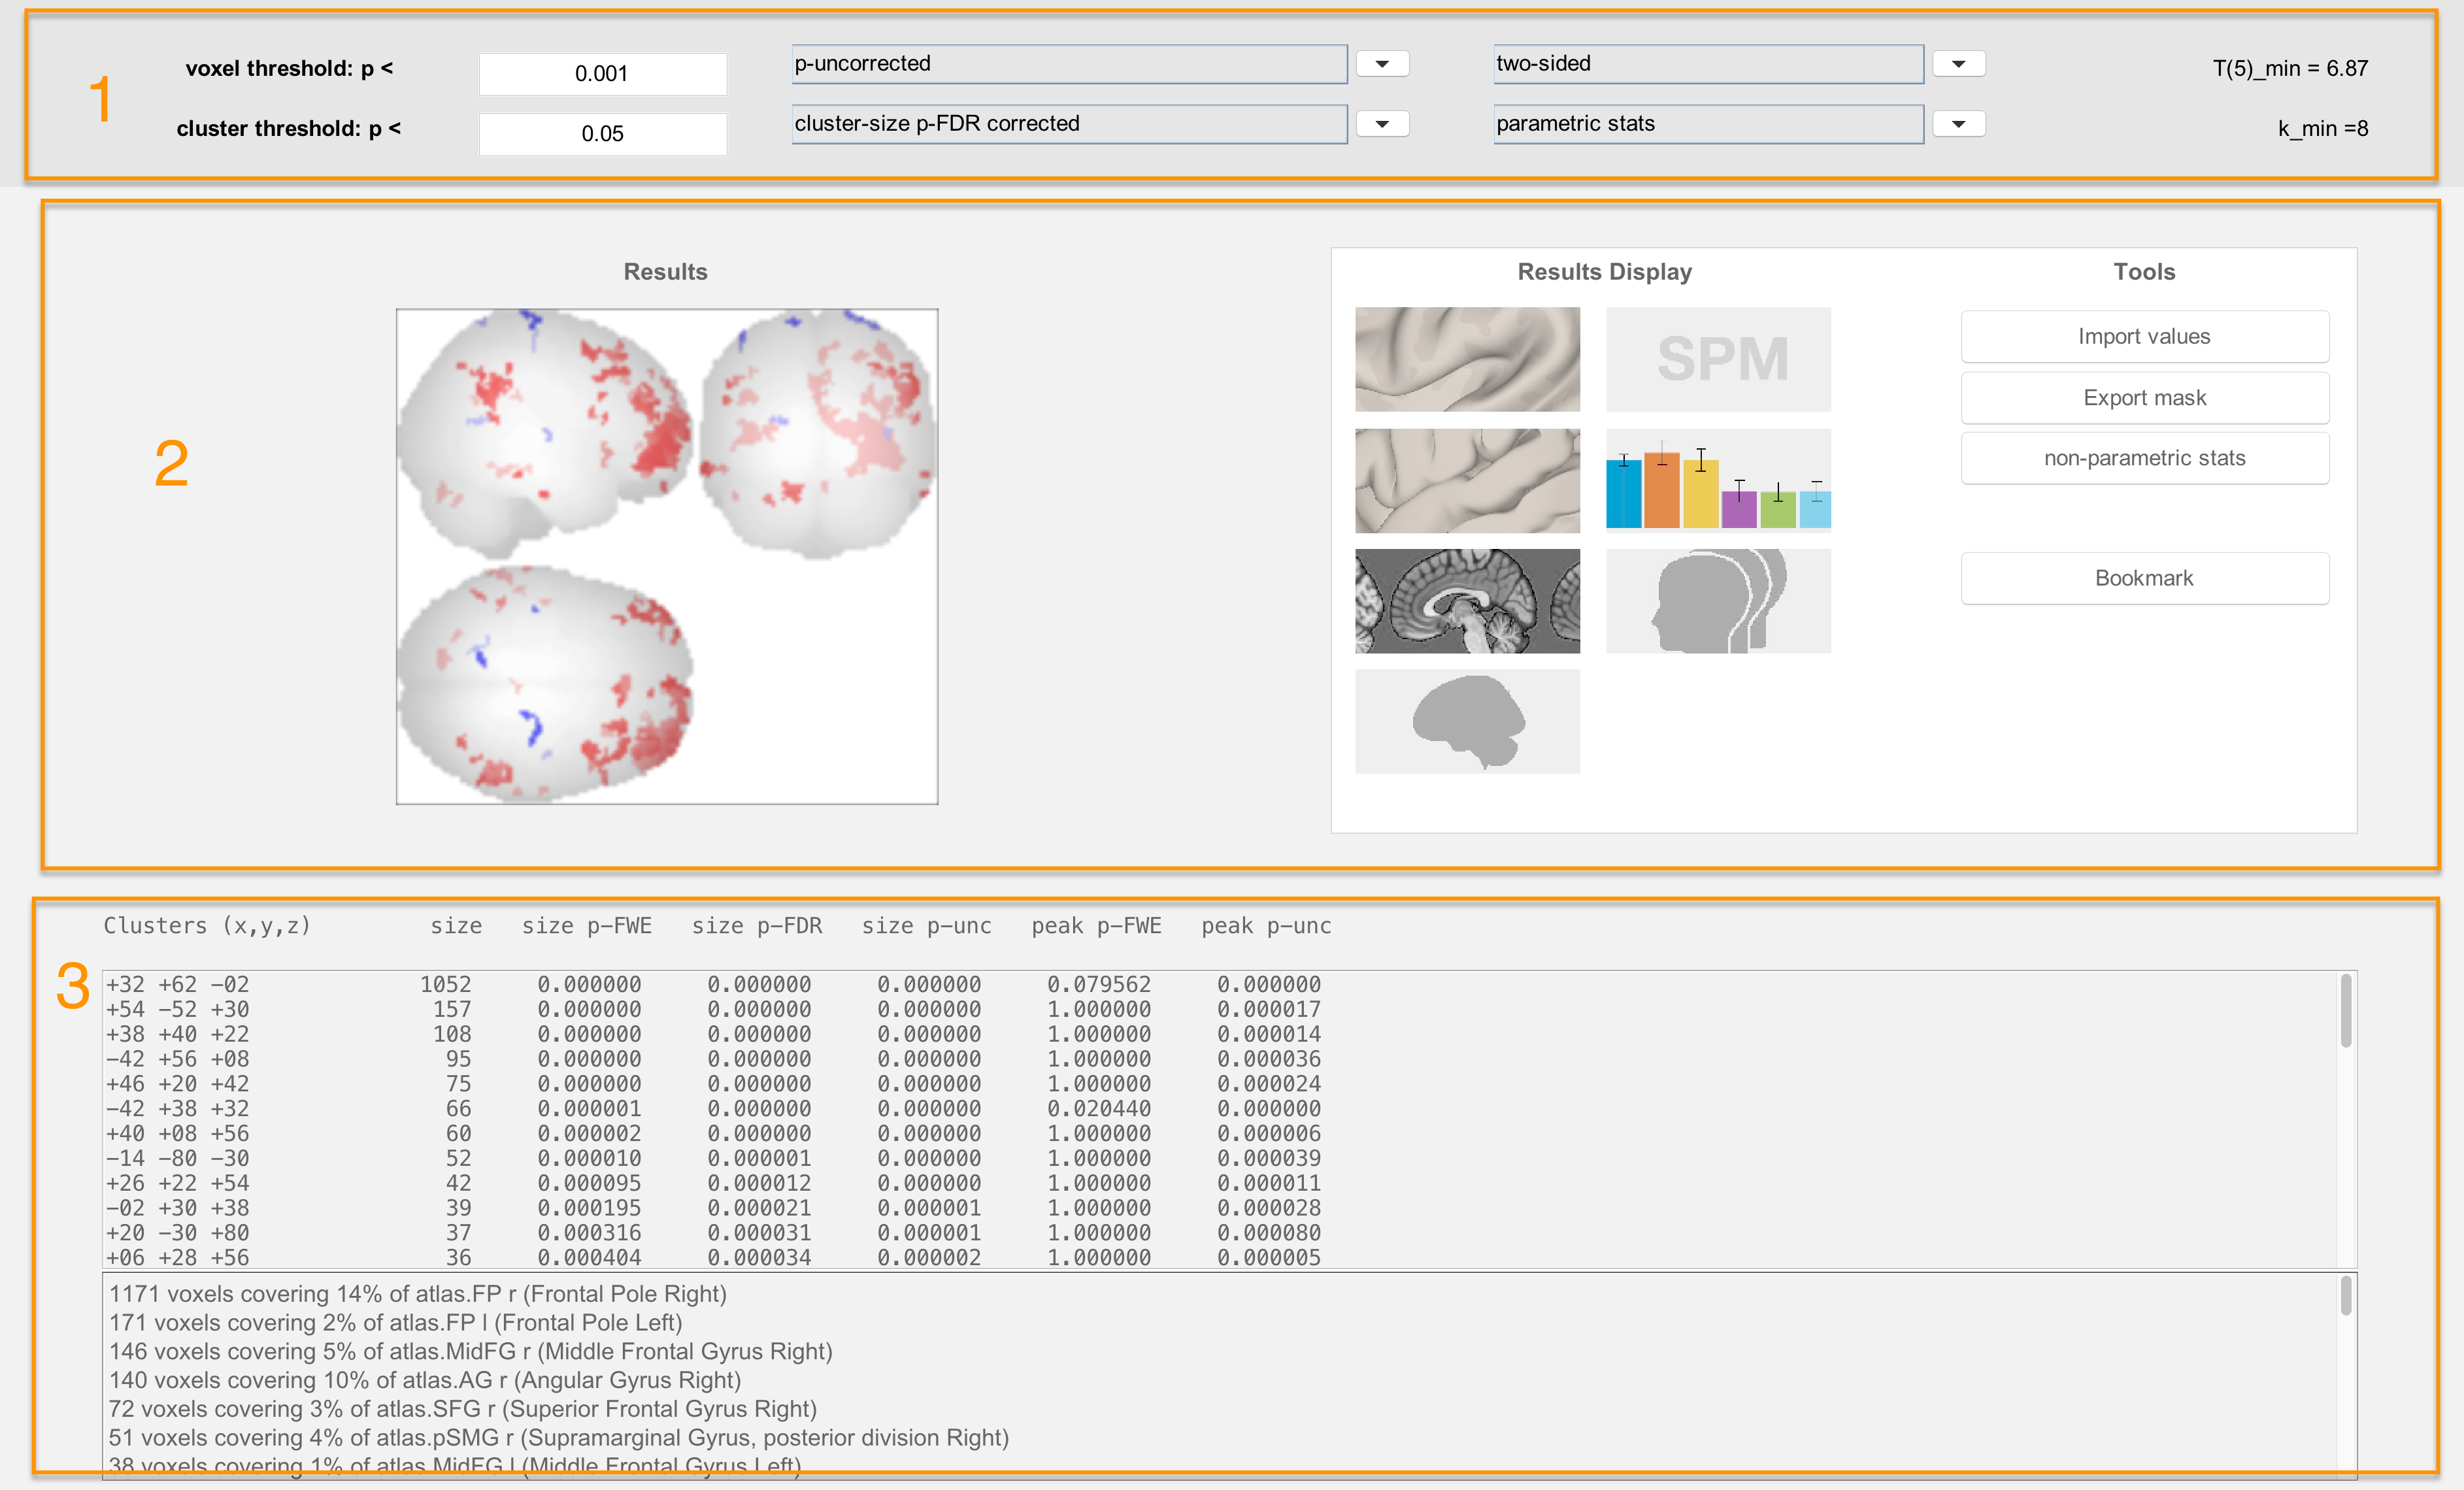 1
voxel threshold: p < 0.001 p-uncorrected two-sided T(5)_min = 6.87
cluster threshold: p < 0.05 cluster-size p-FDR corrected parametric stats k_min =8
2
Results
Results Display
SPM
Tools
Import values
Export mask
non-parametric stats
Bookmark
3
Clusters (x,y,z) size size p-FWE size p-FDR size p-unc peak p-FWE peak p-unc
+32 +62 −02 1052 0.000000 0.000000 0.000000 0.079562 0.000000
+54 −52 +30 157 0.000000 0.000000 0.000000 1.000000 0.000017
+38 +40 +22 108 0.000000 0.000000 0.000000 1.000000 0.000014
−42 +56 +08 95 0.000000 0.000000 0.000000 1.000000 0.000036
+46 +20 +42 75 0.000000 0.000000 0.000000 1.000000 0.000024
−42 +38 +32 66 0.000001 0.000000 0.000000 0.020440 0.000000
+40 +08 +56 60 0.000002 0.000000 0.000000 1.000000 0.000006
−14 −80 −30 52 0.000010 0.000001 0.000000 1.000000 0.000039
+26 +22 +54 42 0.000095 0.000012 0.000000 1.000000 0.000011
−02 +30 +38 39 0.000195 0.000021 0.000001 1.000000 0.000028
+20 −30 +80 37 0.000316 0.000031 0.000001 1.000000 0.000080
+06 +28 +56 36 0.000404 0.000034 0.000002 1.000000 0.000005
1171 voxels covering 14% of atlas.FP r (Frontal Pole Right)
171 voxels covering 2% of atlas.FP l (Frontal Pole Left)
146 voxels covering 5% of atlas.MidFG r (Middle Frontal Gyrus Right)
140 voxels covering 10% of atlas.AG r (Angular Gyrus Right)
72 voxels covering 3% of atlas.SFG r (Superior Frontal Gyrus Right)
51 voxels covering 4% of atlas.pSMG r (Supramarginal Gyrus, posterior division Right)
38 voxels covering 1% of atlas.MidFG l (Middle Frontal Gyrus Left)